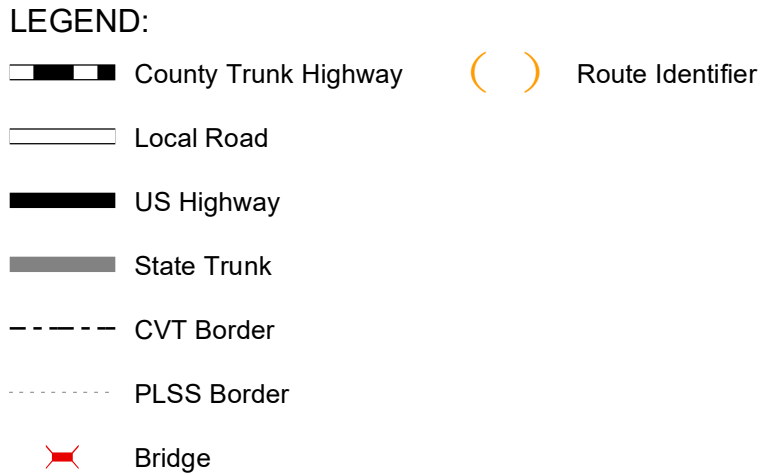 LEGEND:
County Trunk Highway
Route Identifier
Local Road
US Highway
State Trunk
CVT Border
PLSS Border
Bridge